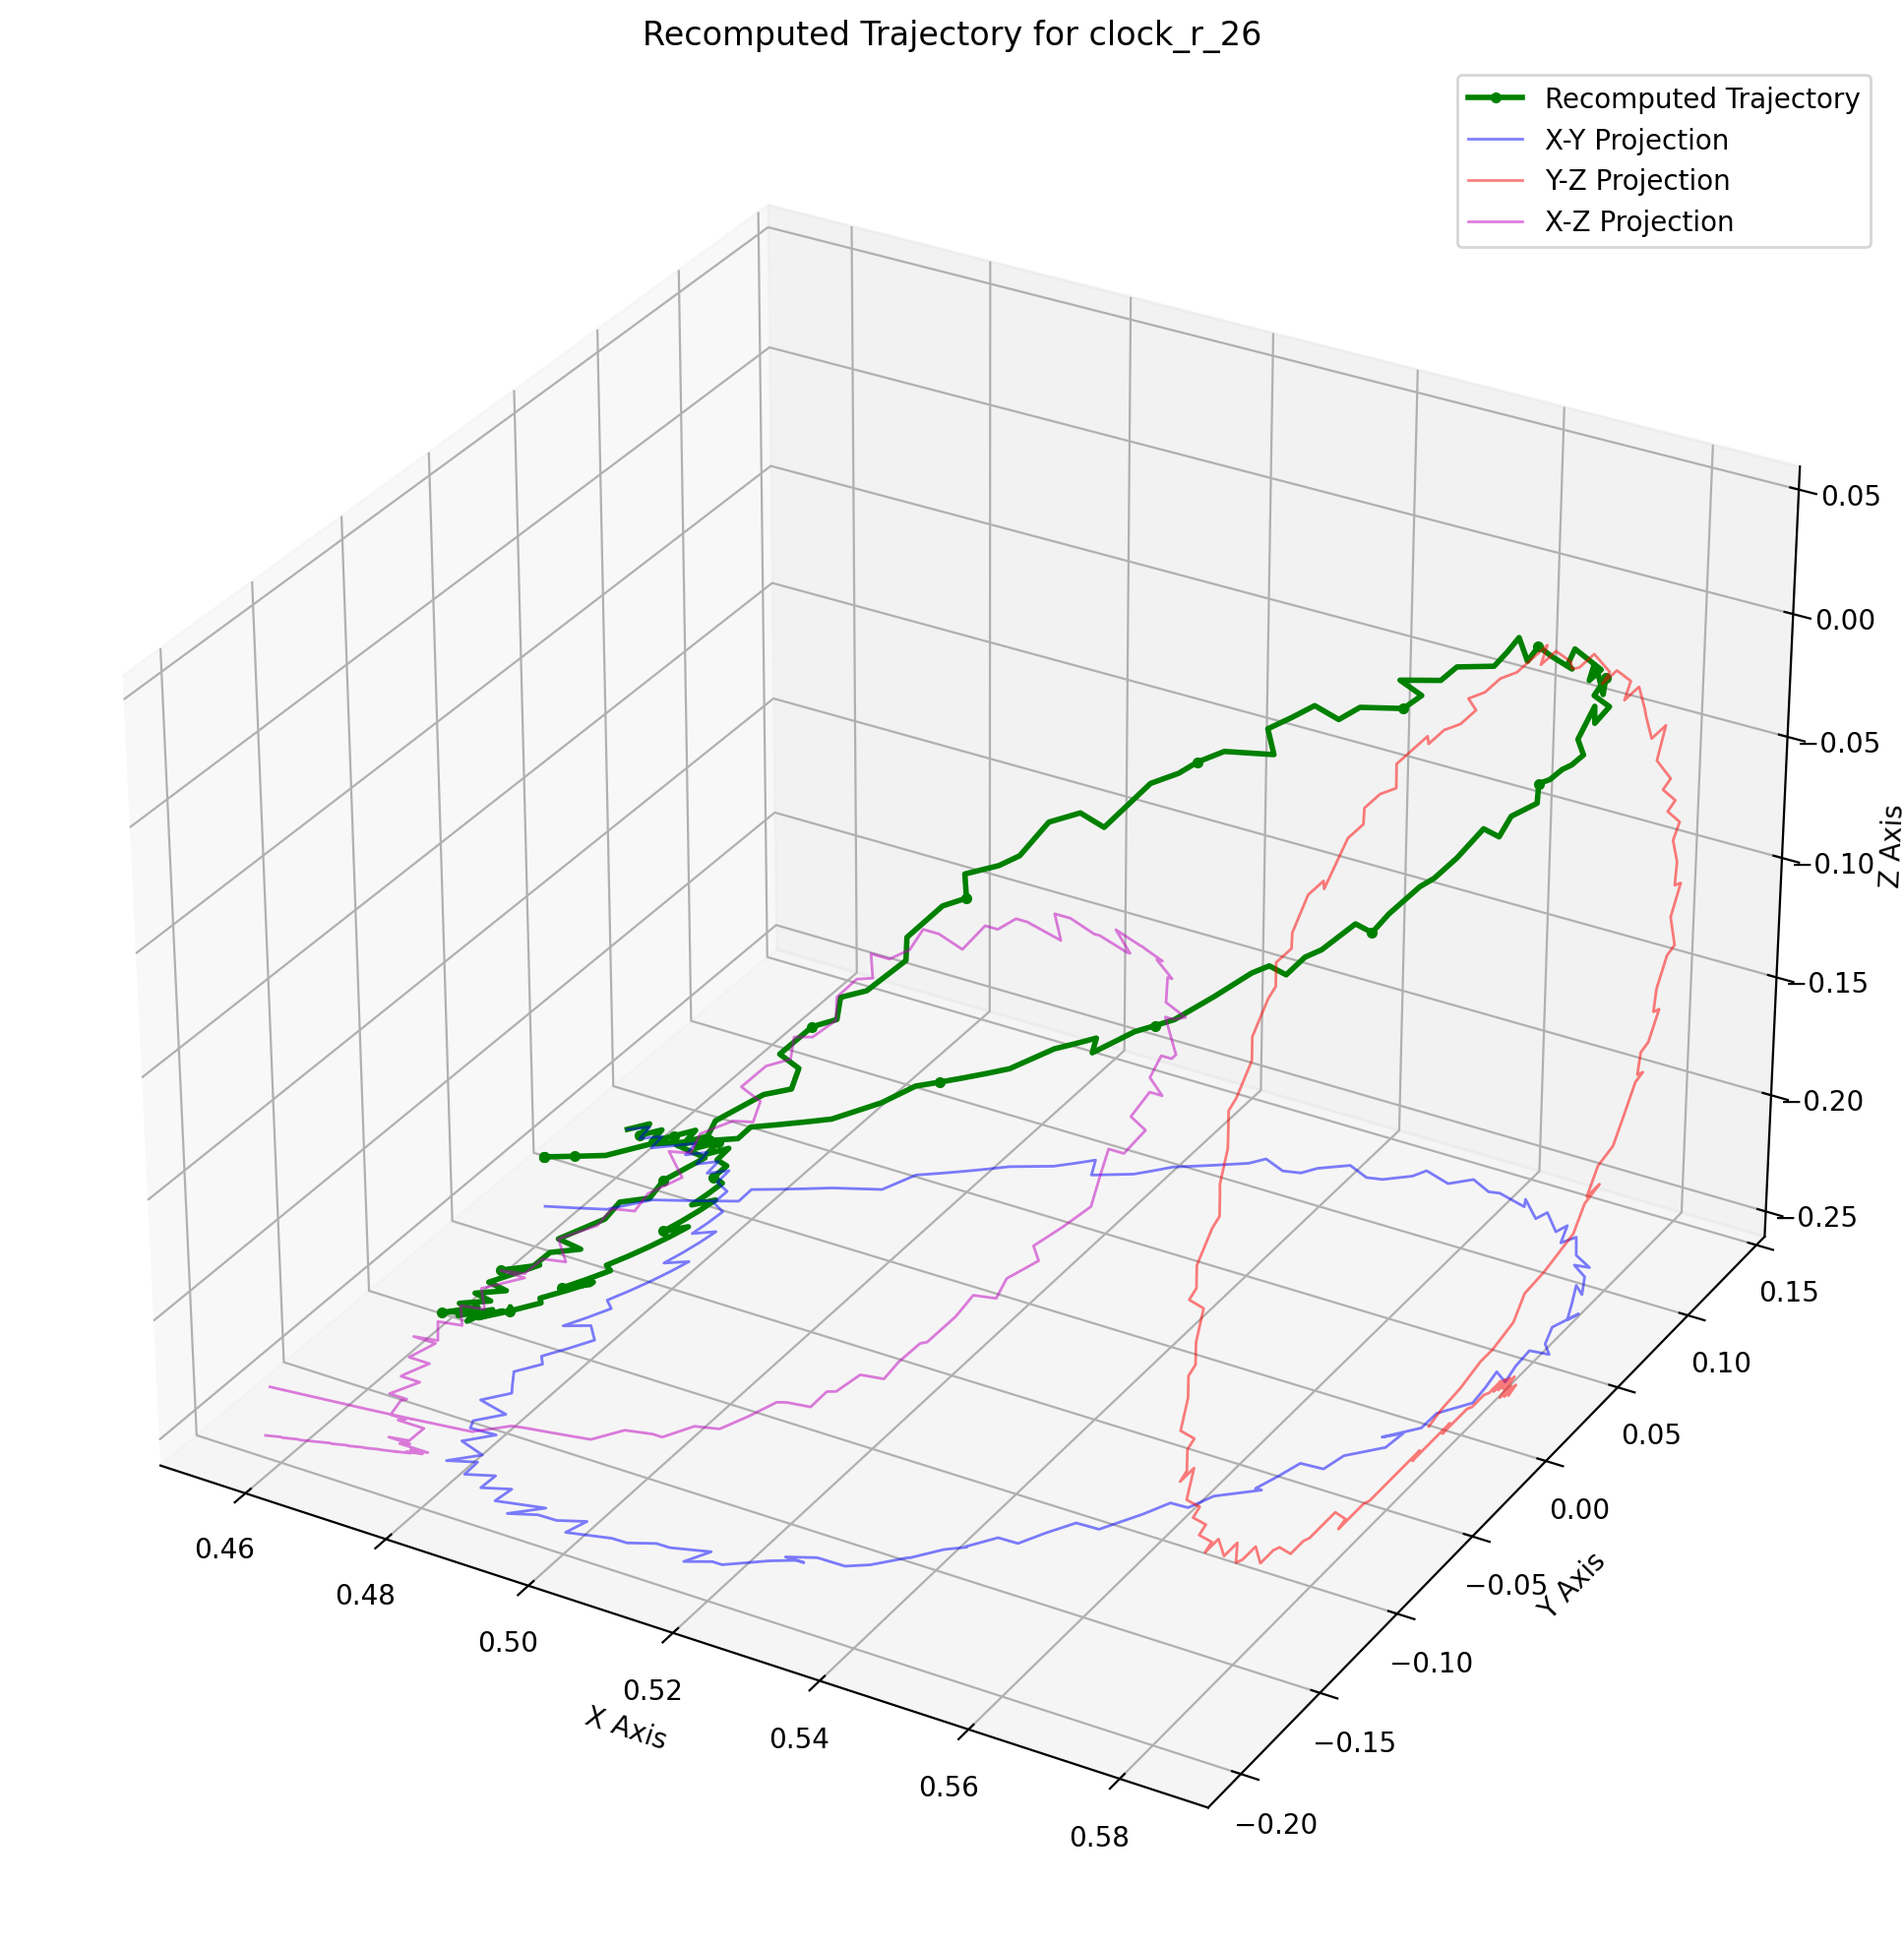 Recomputed Trajectory for clock_r_26
Recomputed Trajectory
X-Y Projection
Y-Z Projection
X-Z Projection
0.05
0.00
−0.05
−0.10
−0.15
−0.20
−0.25
Z Axis
0.15
0.10
0.05
0.00
−0.05
−0.10
−0.15
−0.20
Y Axis
0.46
0.48
0.50
0.52
0.54
0.56
0.58
X Axis